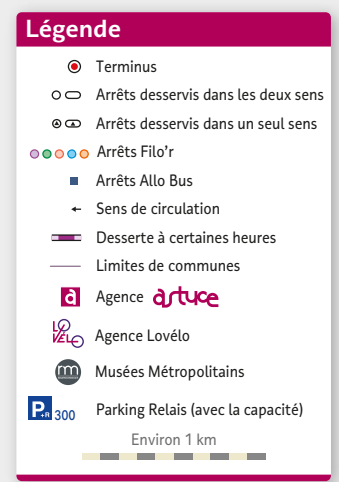 Légende
Terminus
Arrêts desservis dans les deux sens
Arrêts desservis dans un seul sens
Arrêts Filo'r
Arrêts Allo Bus
Sens de circulation
Desserte à certaines heures
Limites de communes
à Agence astuce
LOVÉLO Agence Lovélo
m Musées Métropolitains
P+R 300 Parking Relais (avec la capacité)
Environ 1 km